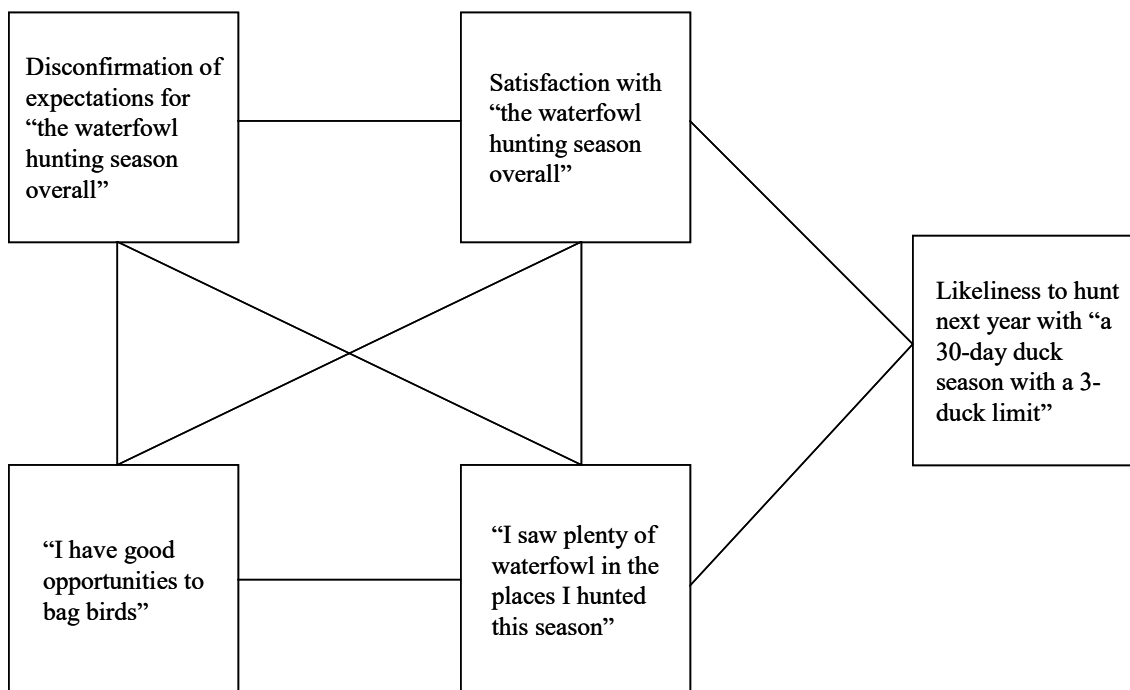 Disconfirmation of
expectations for
“the waterfowl
hunting season
overall”
Satisfaction with
“the waterfowl
hunting season
overall”
Likeliness to hunt
next year with “a
30-day duck
season with a 3-
duck limit”
“I have good
opportunities to
bag birds”
“I saw plenty of
waterfowl in the
places I hunted
this season”